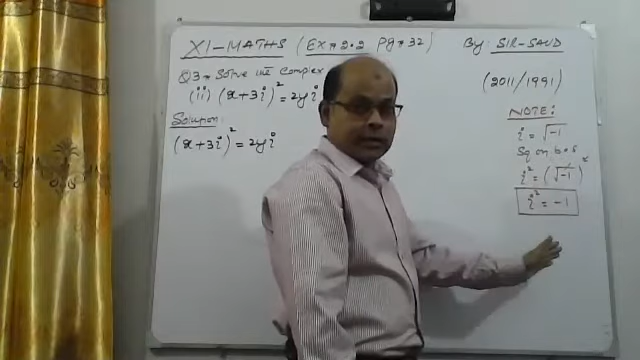 XI-MATHS (EX # 2.2 Pg # 32) By: SIR-SAUD
Q3 → Solve the Complex
(2011/1991)
(ii) (x+3i)² = 2yi
Solution:
(x+3i)² = 2yi
NOTE:
i = √-1
Sq on b.s
i² = (√-1)²
i² = -1